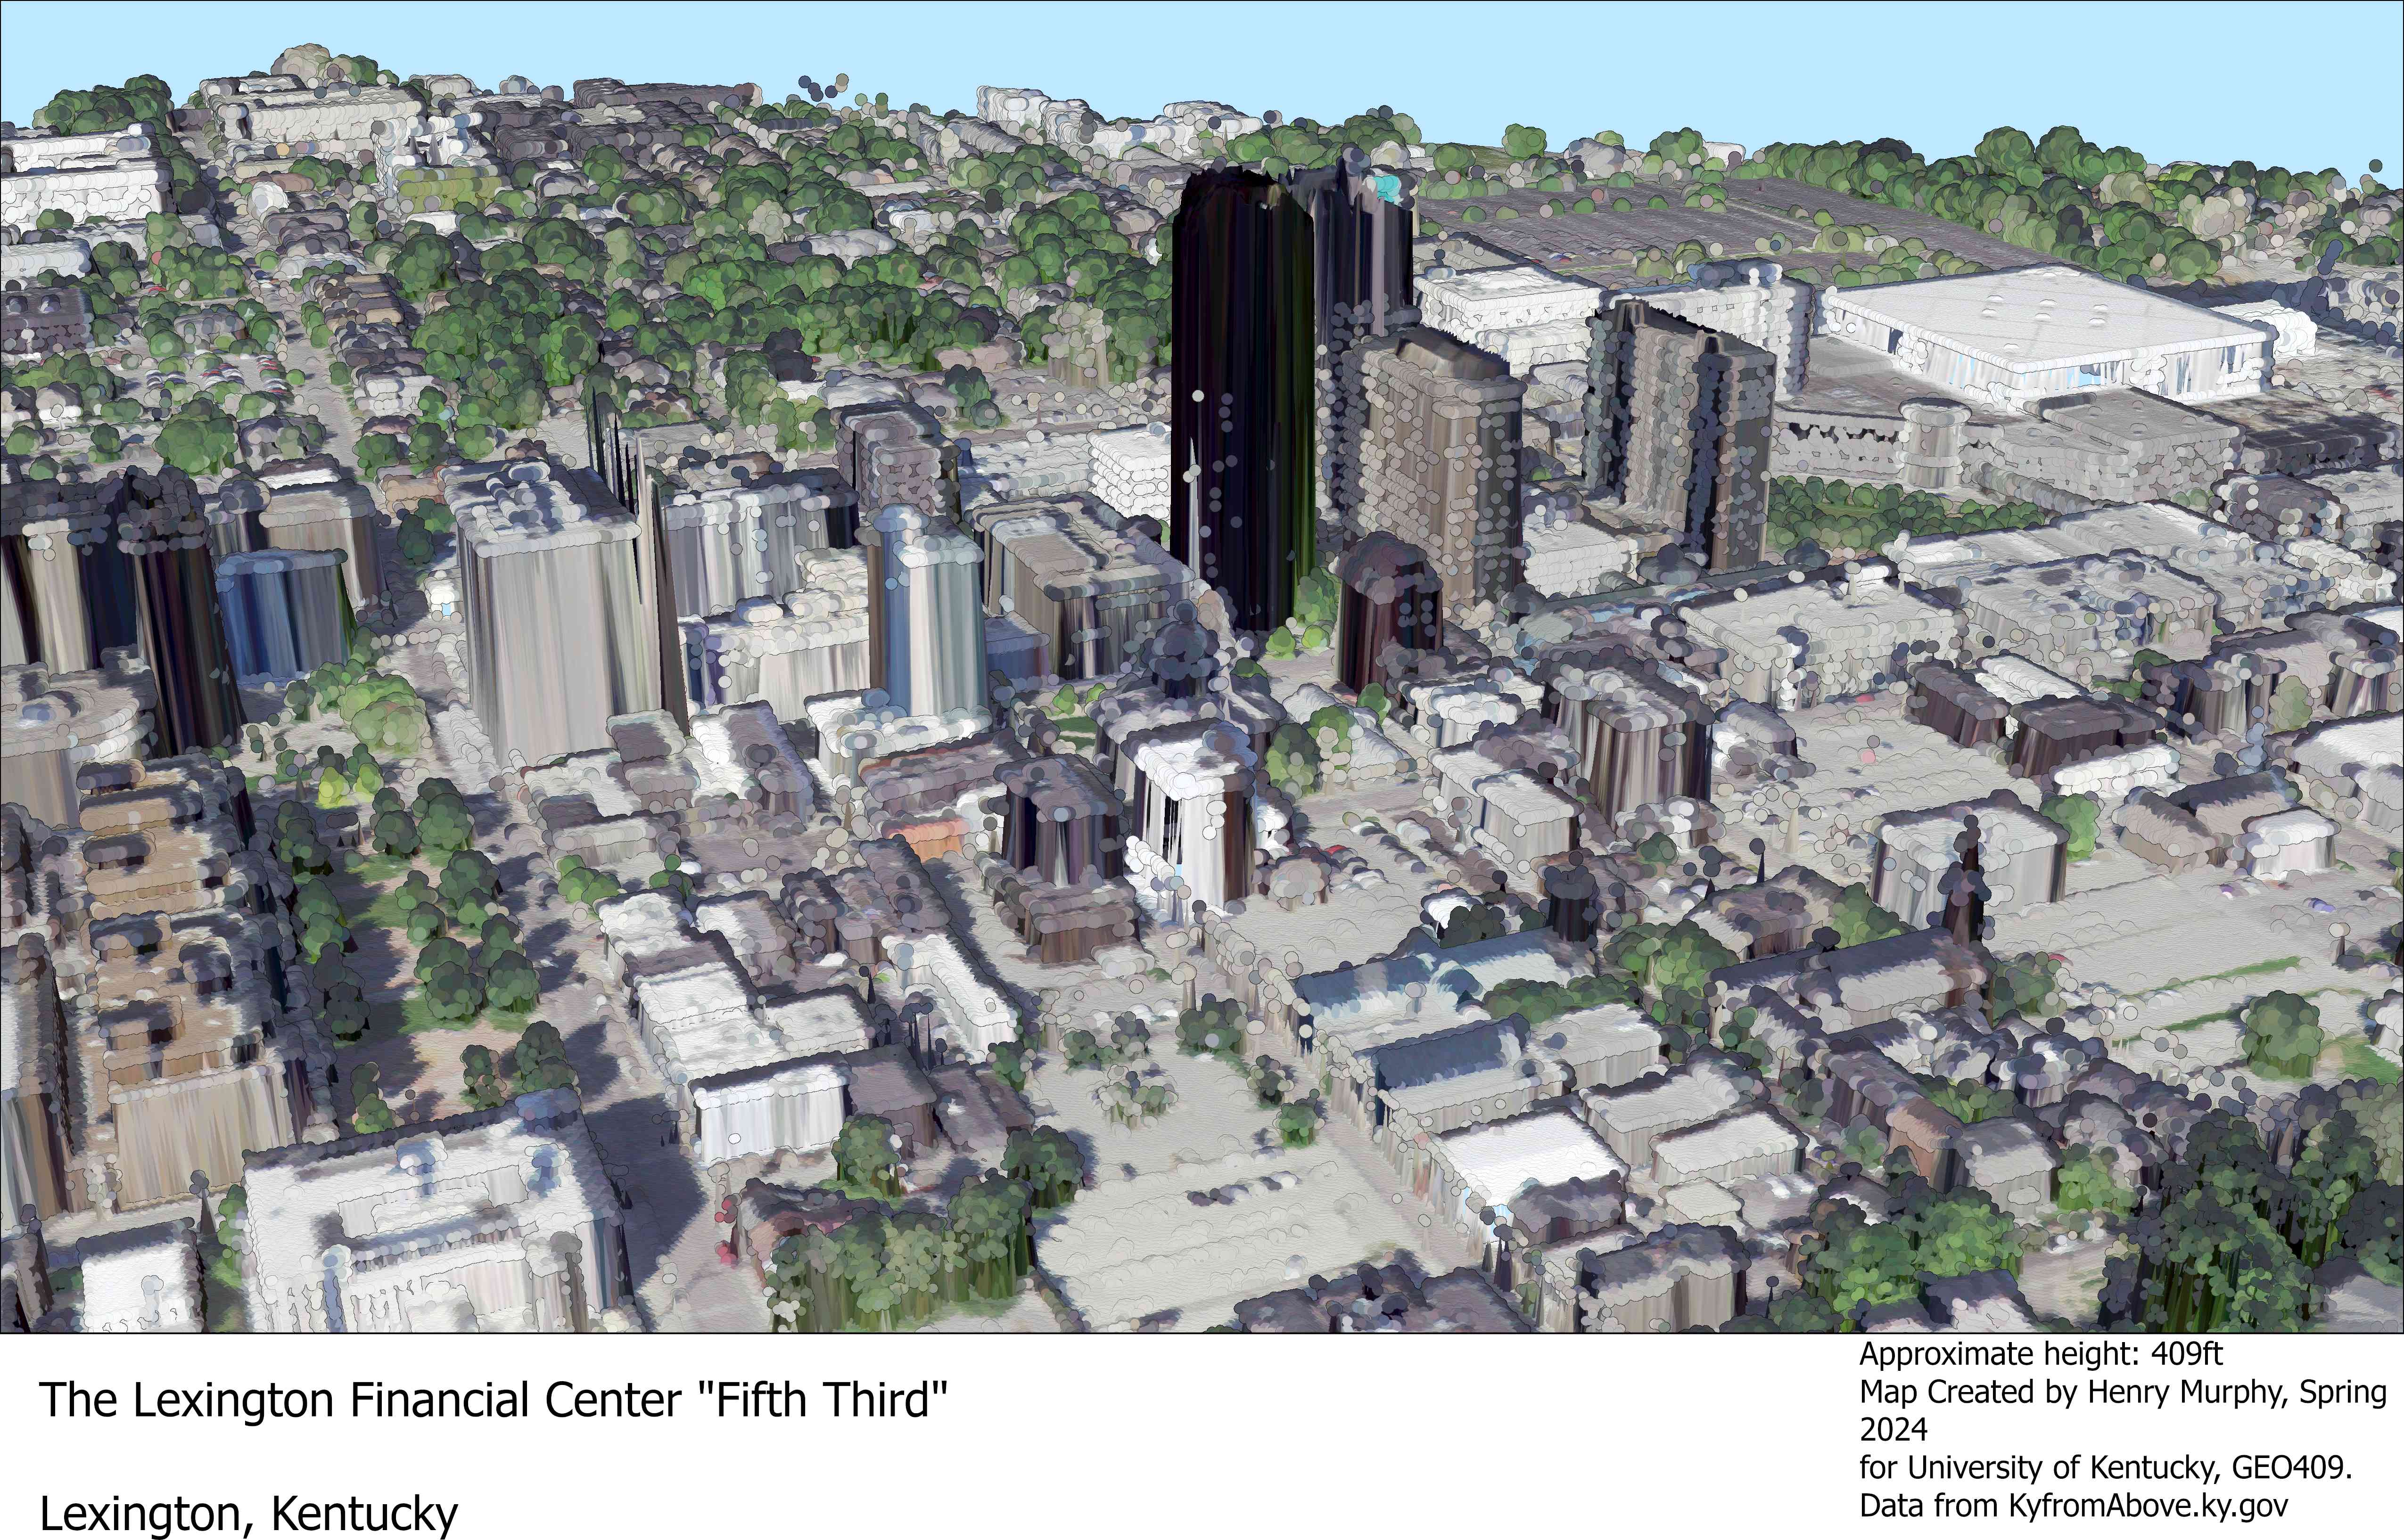 The Lexington Financial Center "Fifth Third"
Lexington, Kentucky
Approximate height: 409ft
Map Created by Henry Murphy, Spring
2024
for University of Kentucky, GEO409.
Data from KyfromAbove.ky.gov